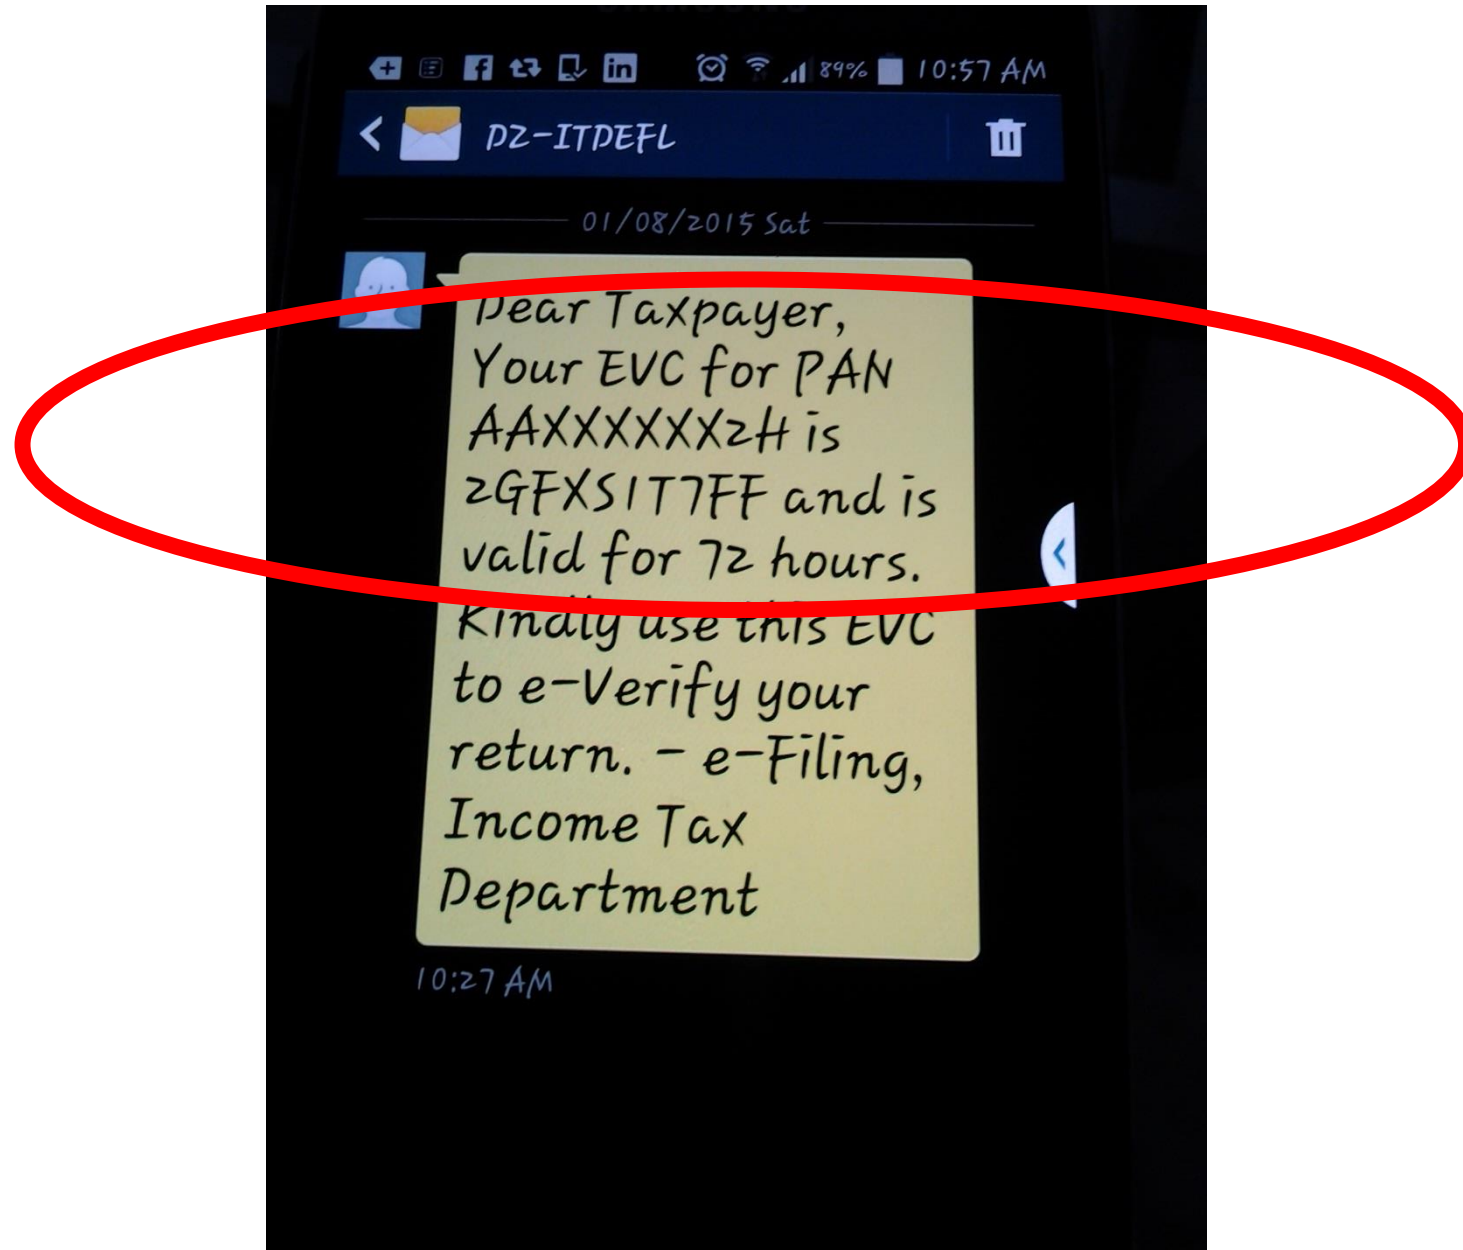 89% 10:57 AM
DZ-ITDEFL
01/08/2015 Sat
Dear Taxpayer,
Your EVC for PAN
AAXXXXXX2H is
2GFXS1T7FF and is
valid for 72 hours.
Kindly use this EVC
to e-Verify your
return. - e-Filing,
Income Tax
Department
10:27 AM